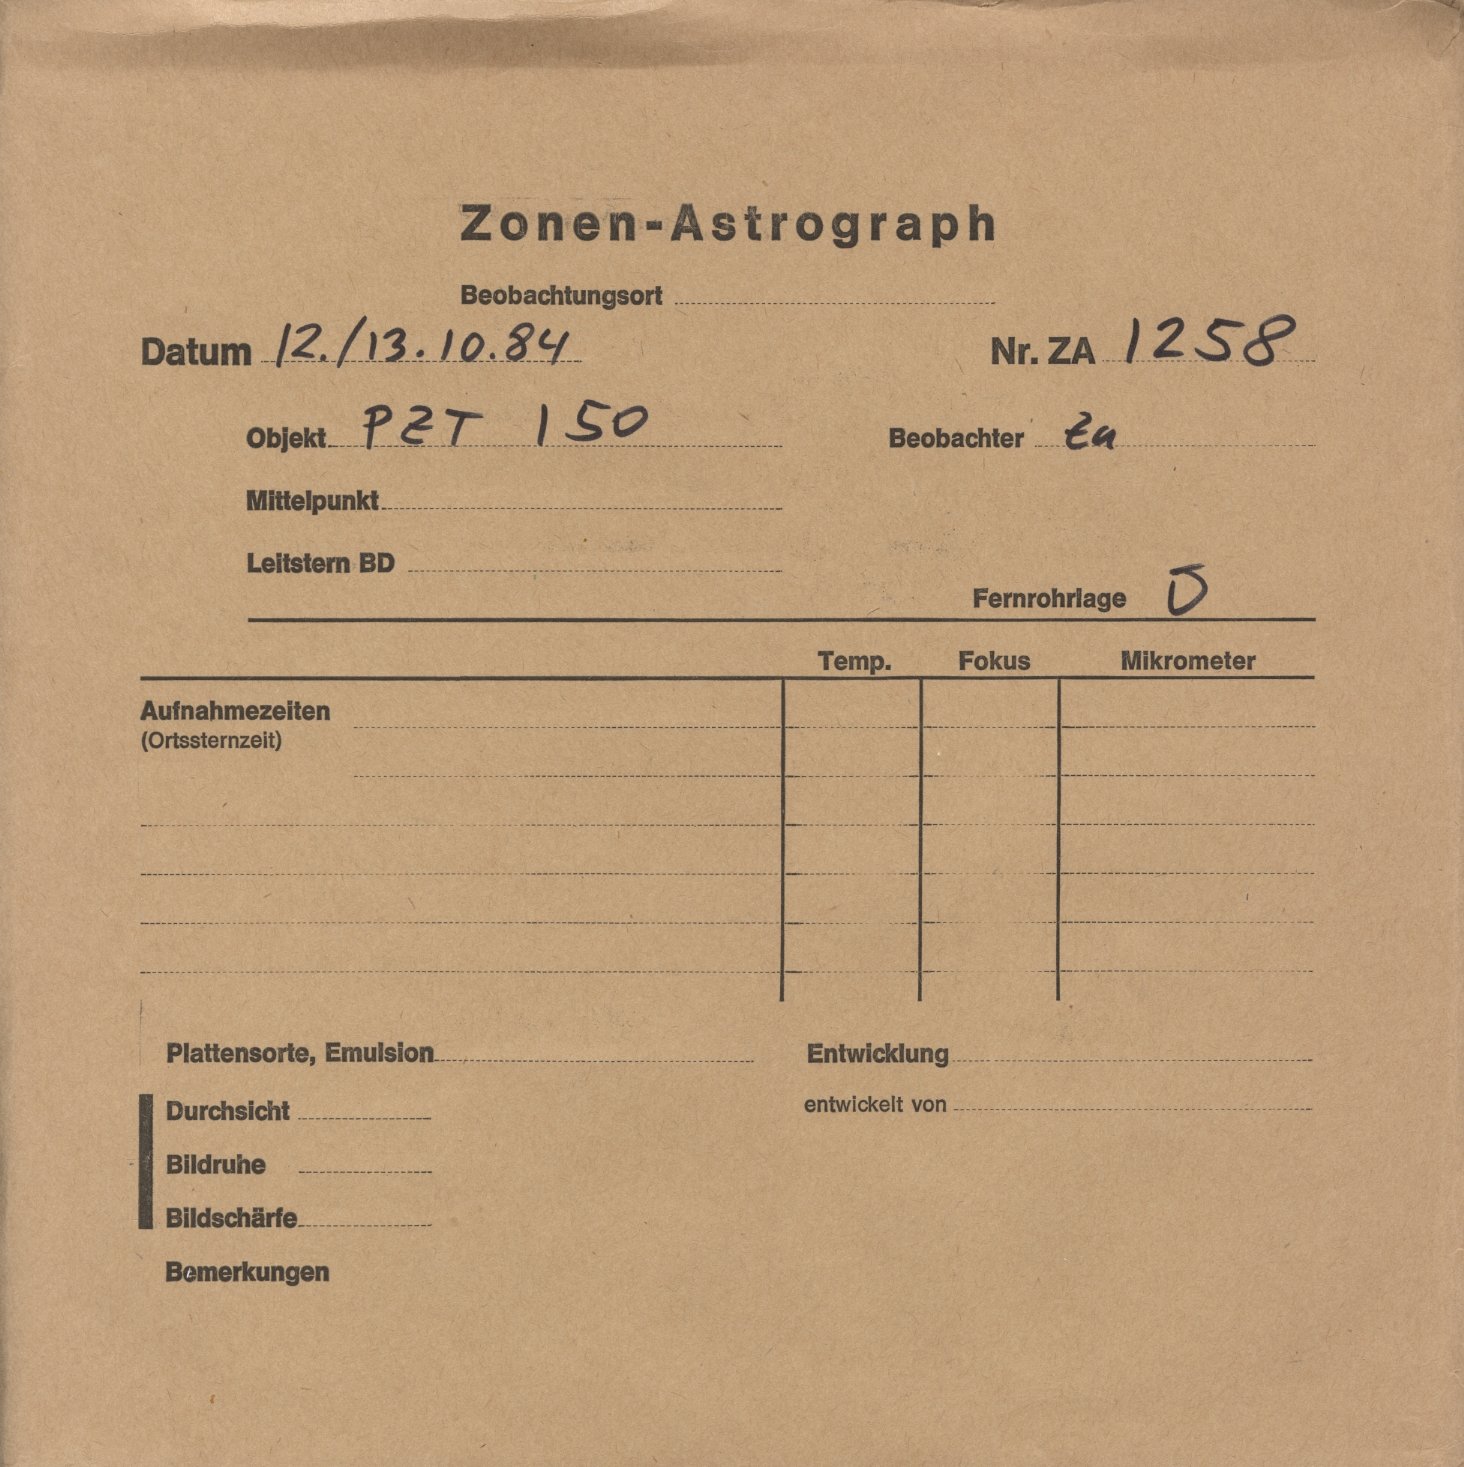 Zonen-Astrograph
Beobachtungsort
Datum 12./13.10.84 Nr. ZA 1258
Objekt PZT 150 Beobachter
Mittelpunkt
Leitstern BD
Fernrohrlage
Temp. Fokus Mikrometer
Aufnahmezeiten
(Ortssternzeit)
Plattensorte, Emulsion Entwicklung
Durchsicht entwickelt von
Bildruhe
Bildschärfe
Bemerkungen